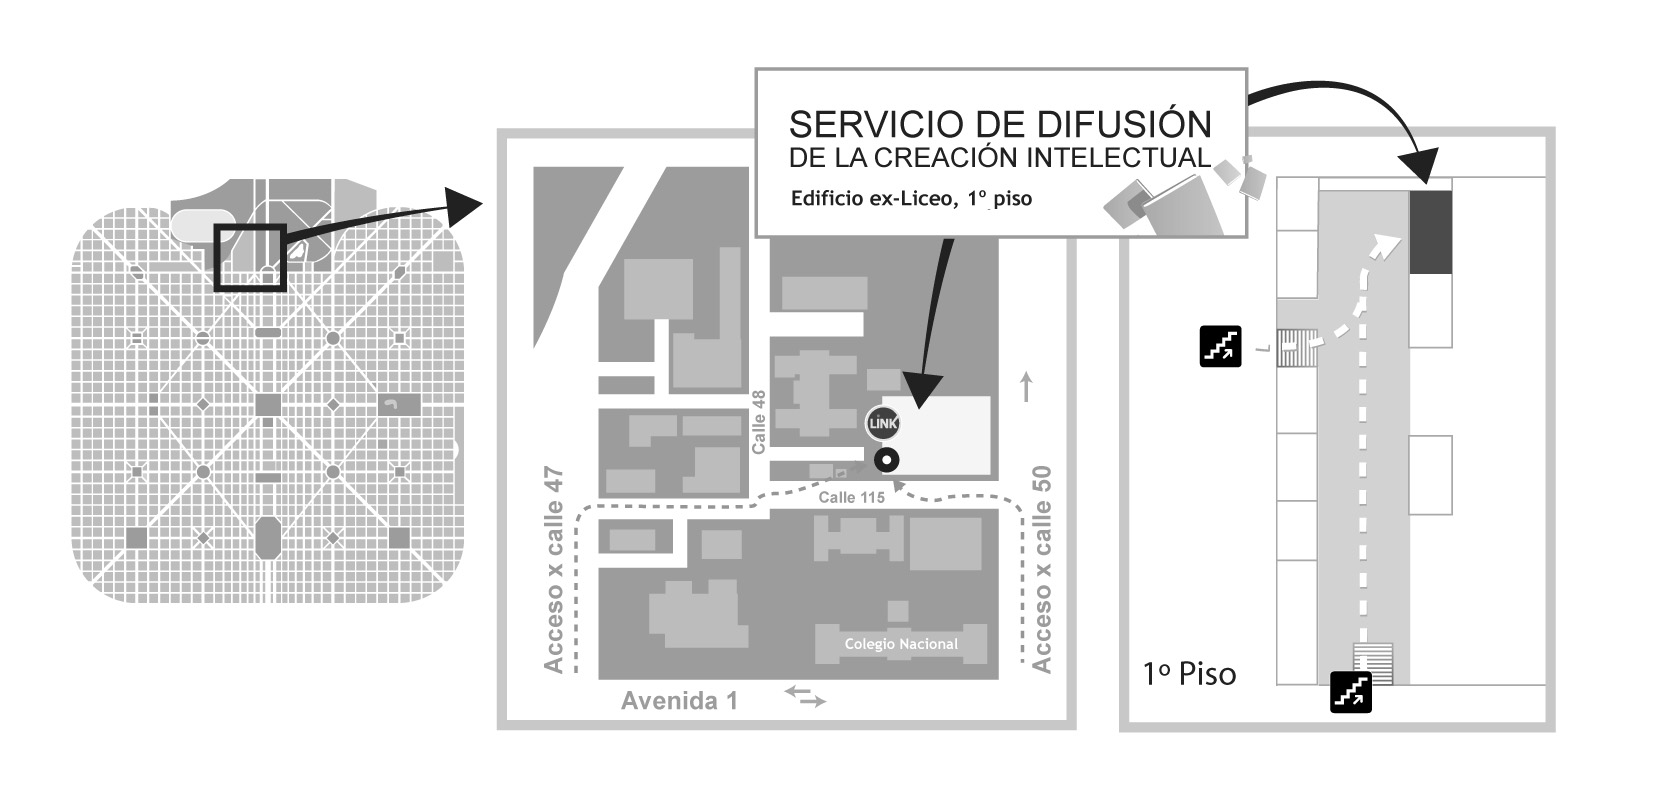 SERVICIO DE DIFUSIÓN
DE LA CREACIÓN INTELECTUAL
Edificio ex-Liceo, 1º piso
Calle 48
LiNK
Calle 115
Acceso x calle 47
Acceso x calle 50
Colegio Nacional
Avenida 1
1º Piso